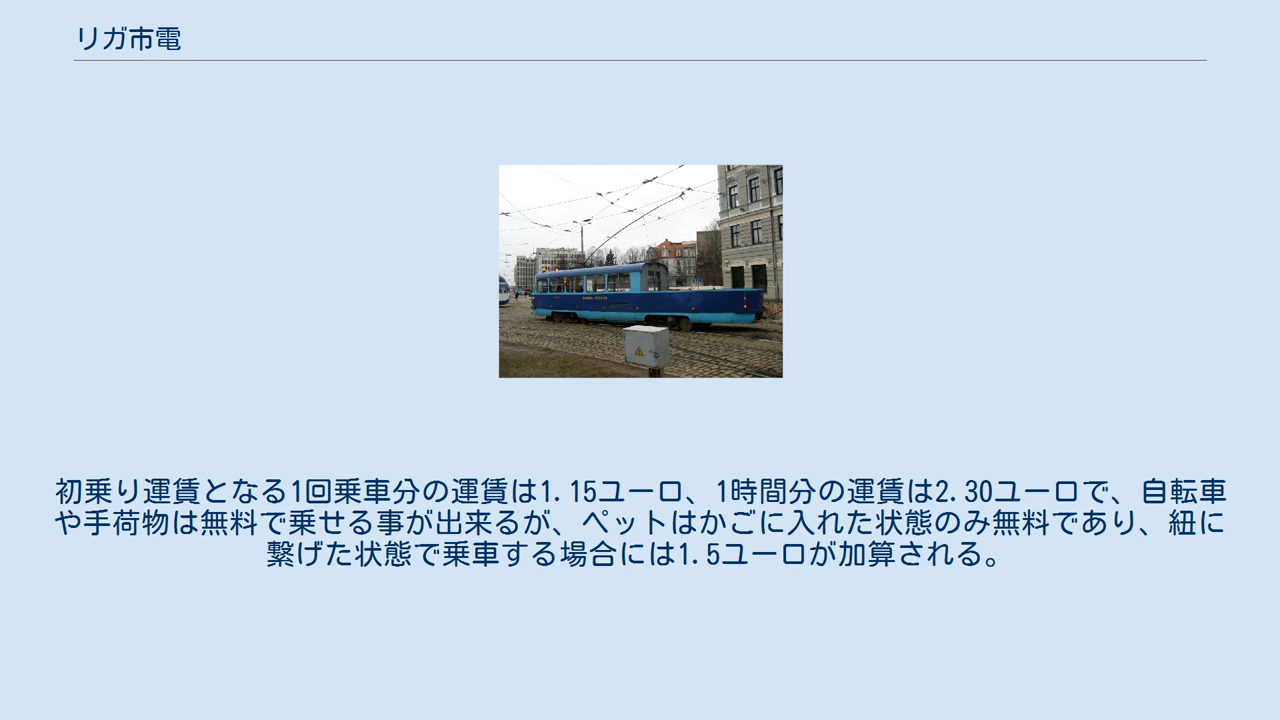 リガ市電
初乗り運賃となる1回乗車分の運賃は1.15ユーロ、1時間分の運賃は2.30ユーロで、自転車
や手荷物は無料で乗せる事が出来るが、ペットはかごに入れた状態のみ無料であり、紐に
繋げた状態で乗車する場合には1.5ユーロが加算される。